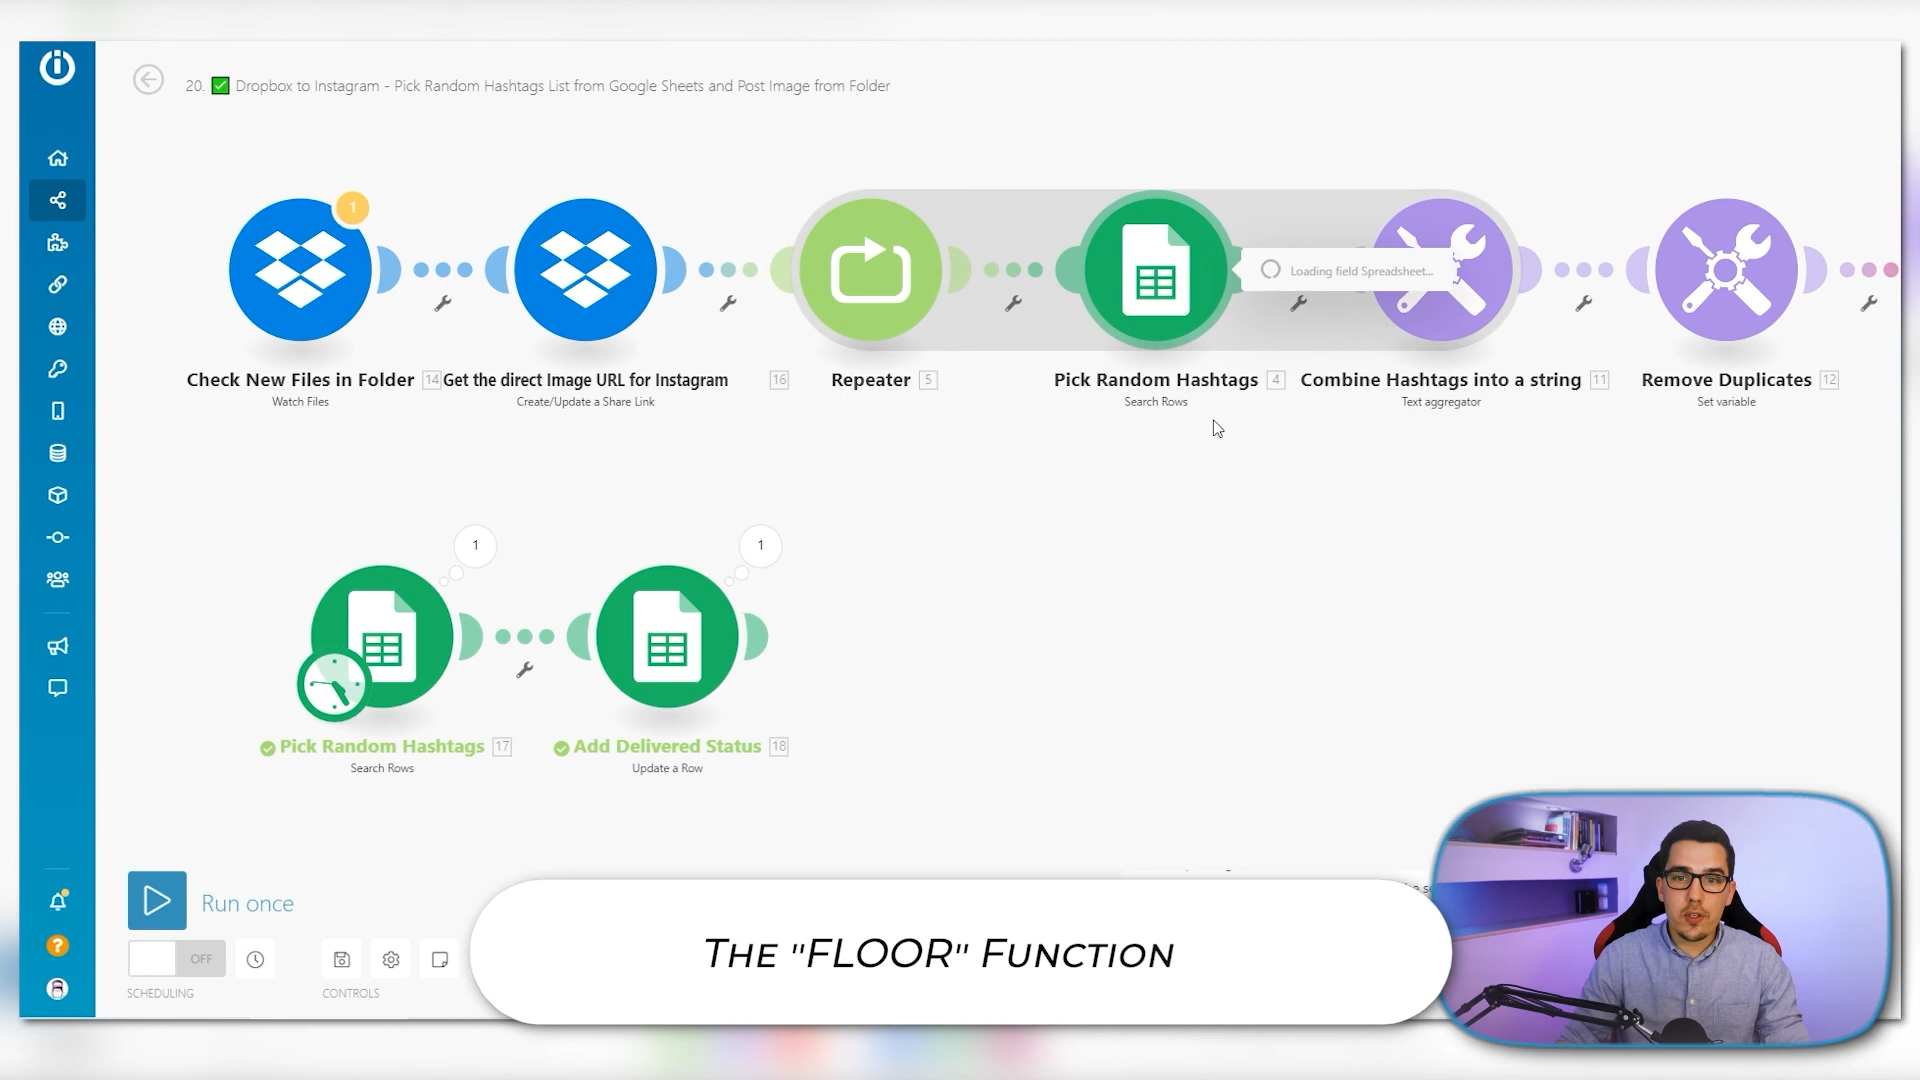 20. ✅ Dropbox to Instagram - Pick Random Hashtags List from Google Sheets and Post Image from Folder
1
Loading field Spreadsheet...
Check New Files in Folder 14
Watch Files
Get the direct Image URL for Instagram 16
Create/Update a Share Link
Repeater 5
Pick Random Hashtags 4
Search Rows
Combine Hashtags into a string 11
Text aggregator
Remove Duplicates 12
Set variable
1
1
Pick Random Hashtags 17
Search Rows
Add Delivered Status 18
Update a Row
Run once
OFF
SCHEDULING
CONTROLS
?
THE "FLOOR" FUNCTION